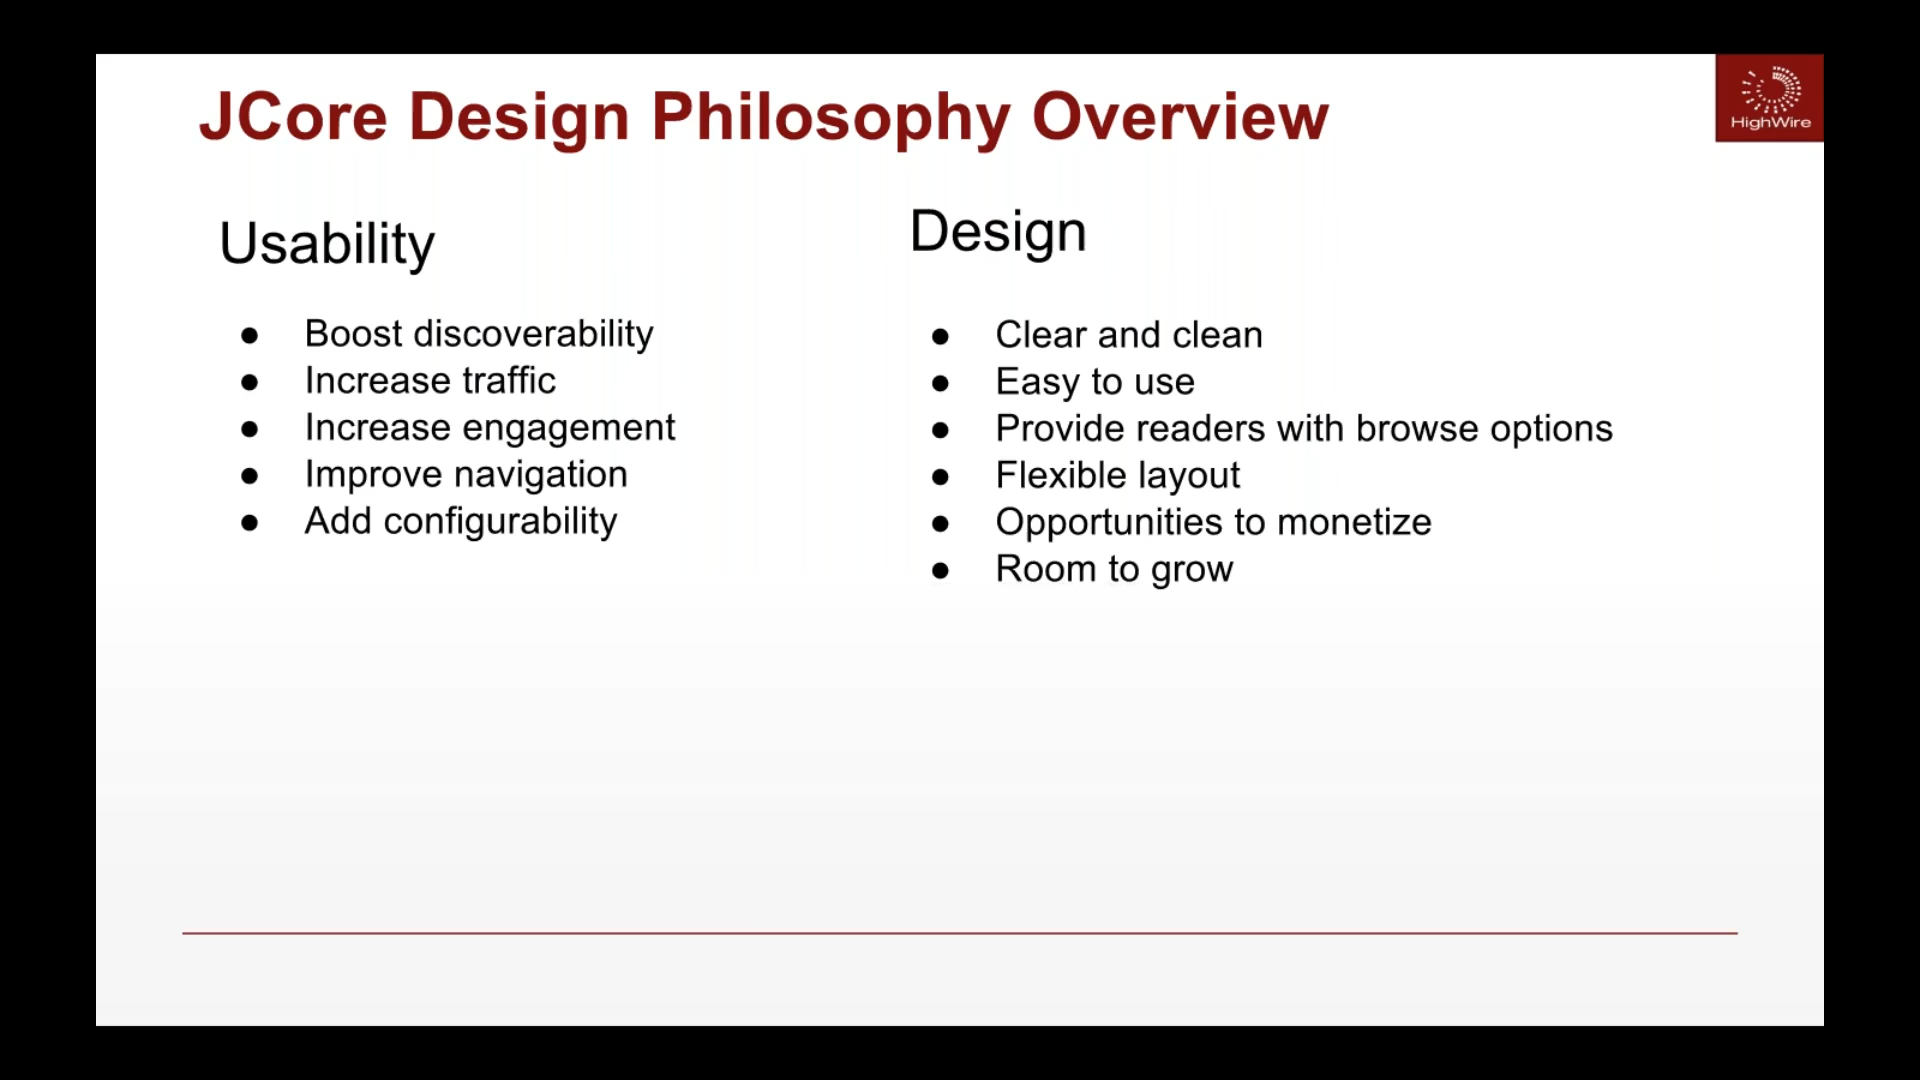 JCore Design Philosophy Overview
HighWire
Usability
● Boost discoverability
● Increase traffic
● Increase engagement
● Improve navigation
● Add configurability
Design
● Clear and clean
● Easy to use
● Provide readers with browse options
● Flexible layout
● Opportunities to monetize
● Room to grow